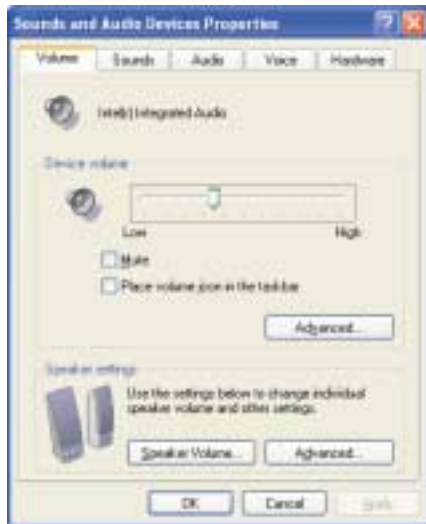 Sounds and Audio Devices Properties
Volume Sounds Audio Voice Hardware
Intel(r) Integrated Audio
Device volume
Low High
Mute
Place volume icon in the taskbar
Advanced...
Speaker settings
Use the settings below to change individual
speaker volume and other settings.
Speaker Volume... Advanced...
OK Cancel Apply